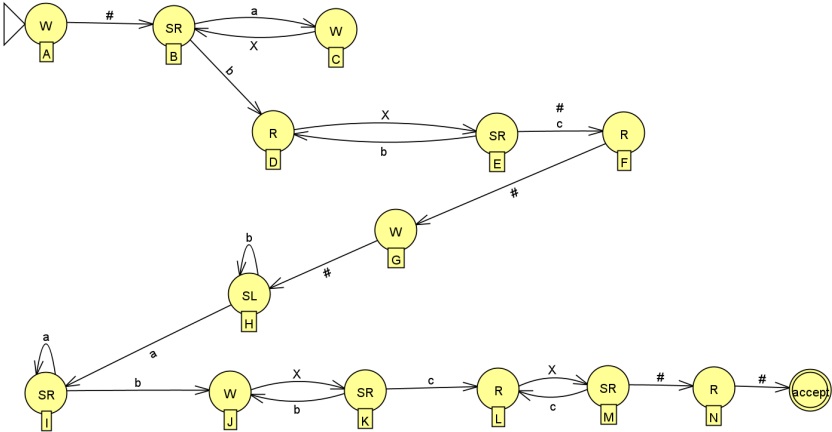 W # SR a W
A B X C
b
R X SR # R
c
D b E F
#
W
b G
SL #
H
a
a
SR b W X SR c R X SR # R # accept
b c
I J K L M N